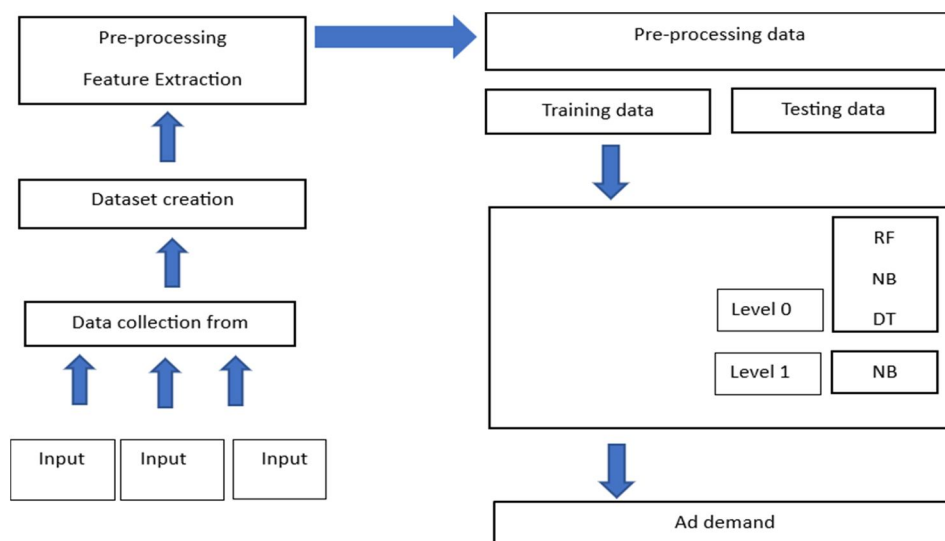 Pre-processing
Feature Extraction
Dataset creation
Data collection from
Input
Input
Input
Pre-processing data
Training data
Testing data
RF
NB
Level 0
DT
Level 1
NB
Ad demand